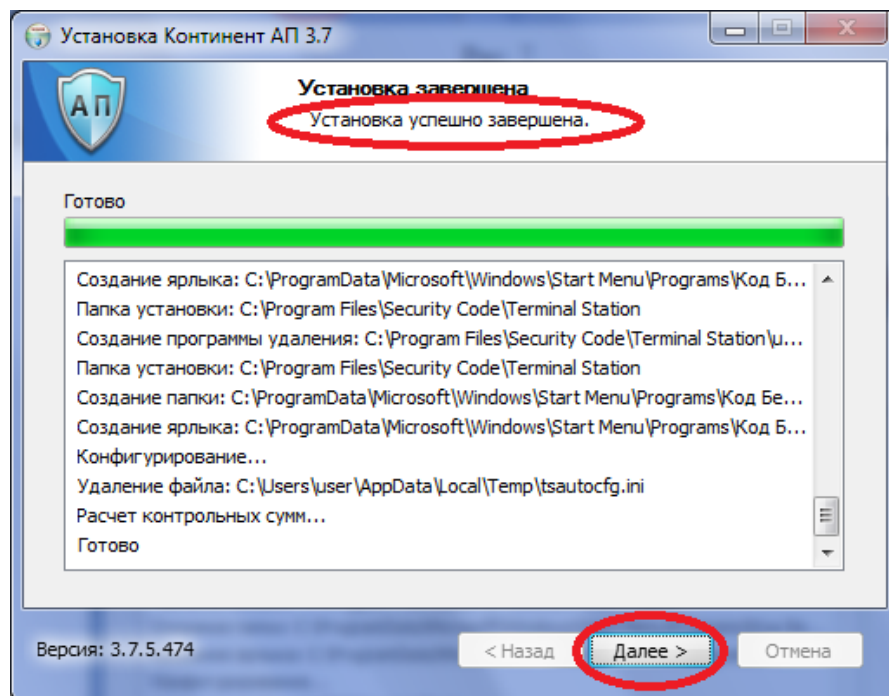 Установка Континент АП 3.7
АП
Установка завершена
Установка успешно завершена.
Готово
Создание ярлыка: C:\ProgramData\Microsoft\Windows\Start Menu\Programs\Код Б...
Папка установки: C:\Program Files\Security Code\Terminal Station
Создание программы удаления: C:\Program Files\Security Code\Terminal Station\u...
Папка установки: C:\Program Files\Security Code\Terminal Station
Создание папки: C:\ProgramData\Microsoft\Windows\Start Menu\Programs\Код Бе...
Создание ярлыка: C:\ProgramData\Microsoft\Windows\Start Menu\Programs\Код Б...
Конфигурирование...
Удаление файла: C:\Users\user\AppData\Local\Temp\tsautocfg.ini
Расчет контрольных сумм...
Готово
Версия: 3.7.5.474
< Назад
Далее >
Отмена